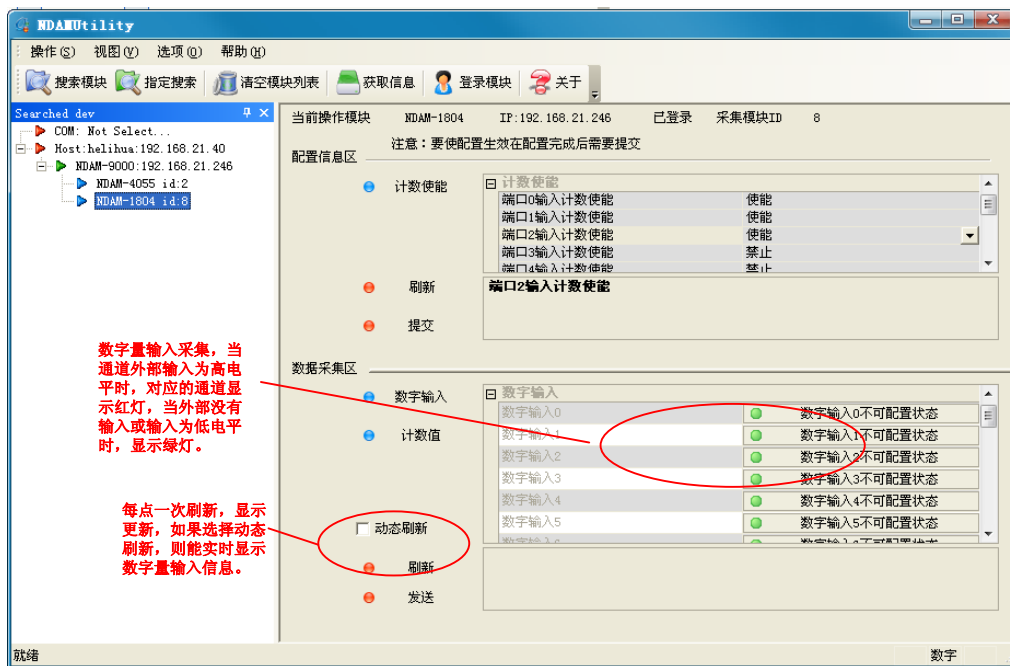 NDAMUtility
操作(S) 视图(V) 选项(O) 帮助(H)
搜索模块 指定搜索 清空模块列表 获取信息 登录模块 关于
Searched dev
COM: Not Select...
Host:helihua:192.168.21.40
NDAM-9000:192.168.21.246
NDAM-4055 id:2
NDAM-1804 id:8
当前操作模块 NDAM-1804 IP:192.168.21.246 已登录 采集模块ID 8
注意：要使配置生效在配置完成后需要提交
配置信息区
计数使能
计数使能
端口0输入计数使能 使能
端口1输入计数使能 使能
端口2输入计数使能 使能
端口3输入计数使能 禁止
端口4输入计数使能 禁止
刷新
端口2输入计数使能
提交
数字量输入采集，当
通道外部输入为高电
平时，对应的通道显
示红灯，当外部没有
输入或输入为低电平
时，显示绿灯。
数据采集区
数字输入
计数值
数字输入
数字输入0 数字输入0不可配置状态
数字输入1 数字输入1不可配置状态
数字输入2 数字输入2不可配置状态
数字输入3 数字输入3不可配置状态
数字输入4 数字输入4不可配置状态
数字输入5 数字输入5不可配置状态
数字输入6 数字输入6不可配置状态
每点一次刷新，显示
更新，如果选择动态
刷新，则能实时显示
数字量输入信息。
动态刷新
刷新
发送
就绪 数字